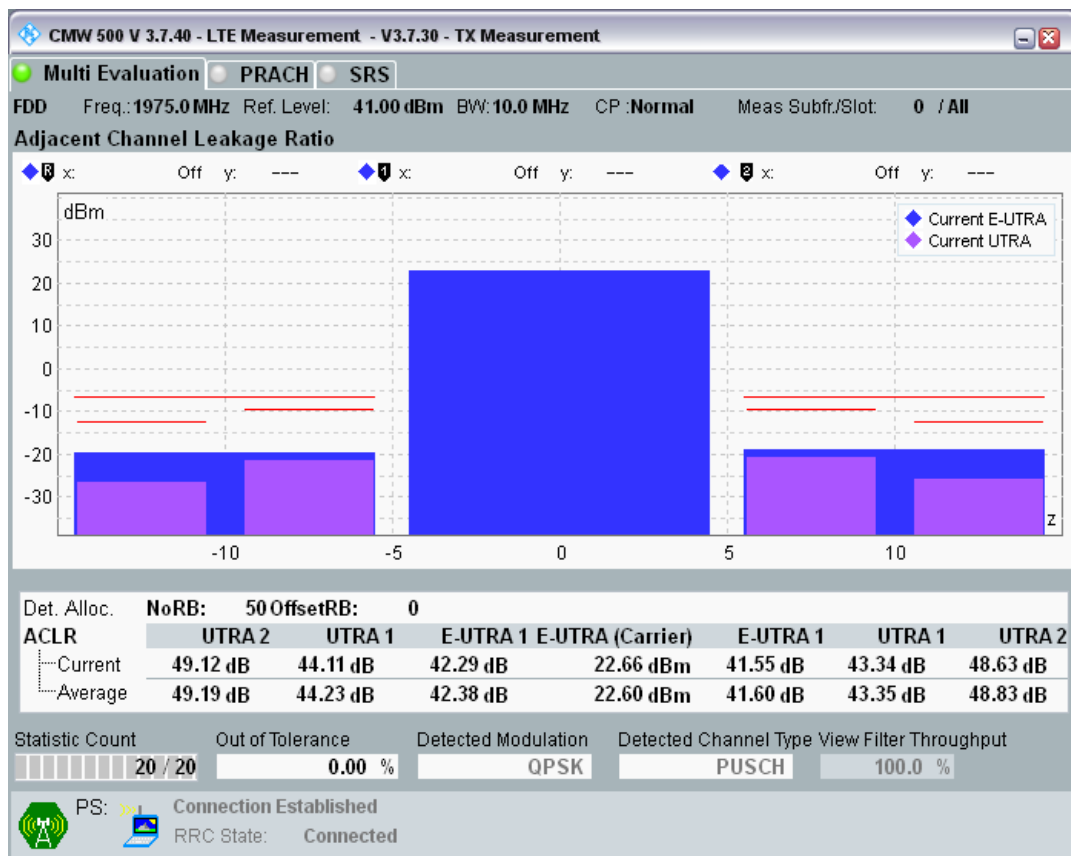 CMW 500 V 3.7.40 - LTE Measurement - V3.7.30 - TX Measurement
Multi Evaluation PRACH SRS
FDD Freq.:1975.0 MHz Ref. Level: 41.00 dBm BW:10.0 MHz CP :Normal Meas Subfr./Slot: 0 / All
Adjacent Channel Leakage Ratio
R x: Off y: --- 1 x: Off y: --- 2 x: Off y: ---
dBm
Current E-UTRA
Current UTRA
30
20
10
0
-10
-20
-30
z
-10 -5 0 5 10
Det. Alloc. NoRB: 50 OffsetRB: 0
ACLR UTRA 2 UTRA 1 E-UTRA 1 E-UTRA (Carrier) E-UTRA 1 UTRA 1 UTRA 2
Current 49.12 dB 44.11 dB 42.29 dB 22.66 dBm 41.55 dB 43.34 dB 48.63 dB
Average 49.19 dB 44.23 dB 42.38 dB 22.60 dBm 41.60 dB 43.35 dB 48.83 dB
Statistic Count Out of Tolerance Detected Modulation Detected Channel Type View Filter Throughput
20 / 20 0.00 % QPSK PUSCH 100.0 %
PS: Connection Established
RRC State: Connected